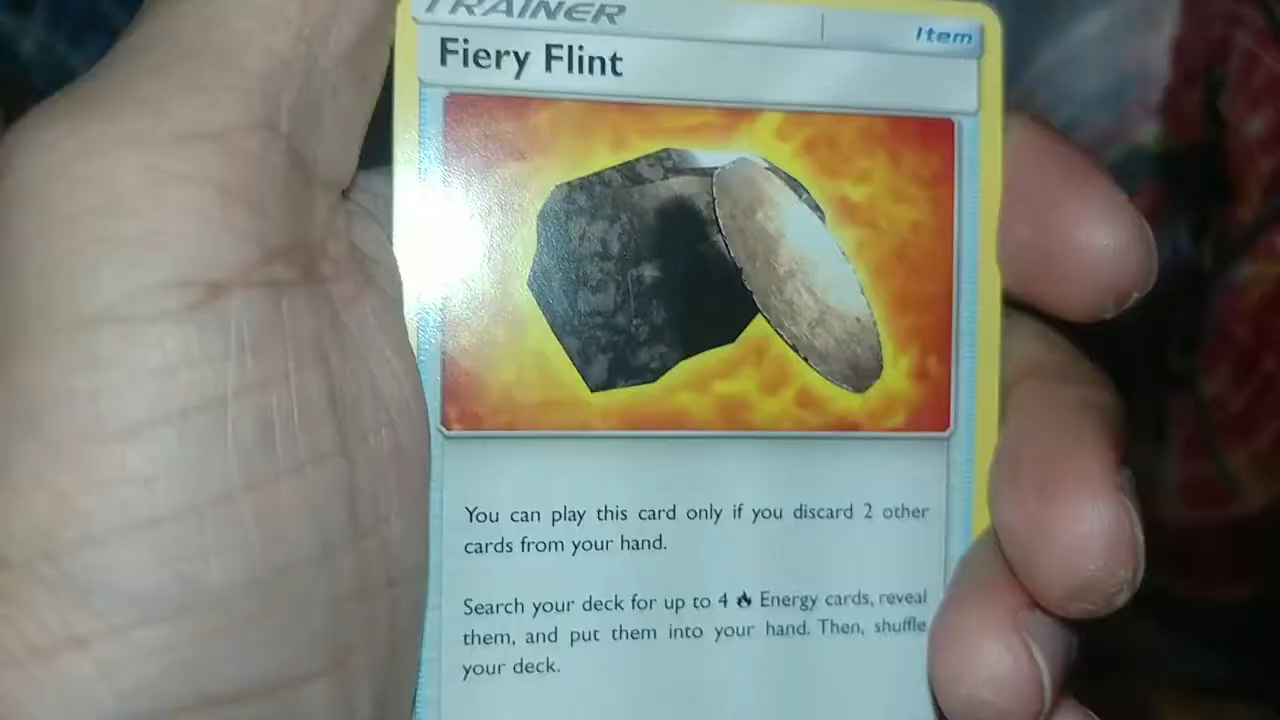 TRAINER
Item
Fiery Flint
You can play this card only if you discard 2 other
cards from your hand.
Search your deck for up to 4 Energy cards, reveal
them, and put them into your hand. Then, shuffle
your deck.